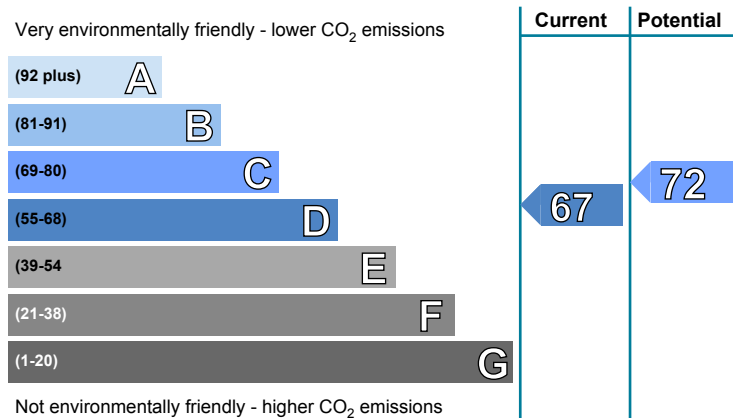 Current Potential
Very environmentally friendly - lower CO₂ emissions
(92 plus) A
(81-91) B
(69-80) C
72
(55-68) D
67
(39-54 E
(21-38) F
(1-20) G
Not environmentally friendly - higher CO₂ emissions